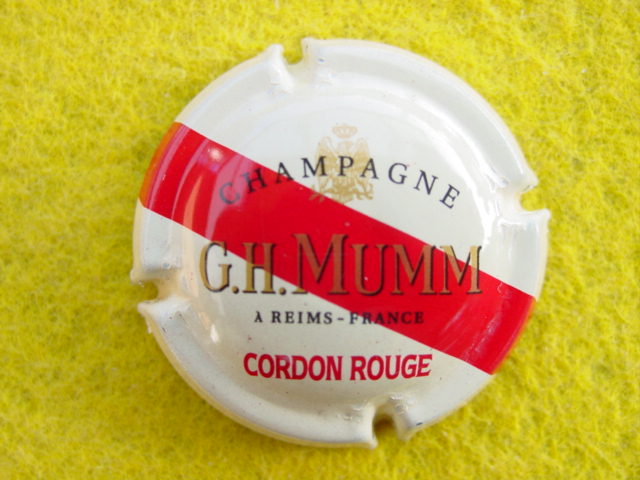 CHAMPAGNE
G.H. MUMM
A REIMS - FRANCE
CORDON ROUGE